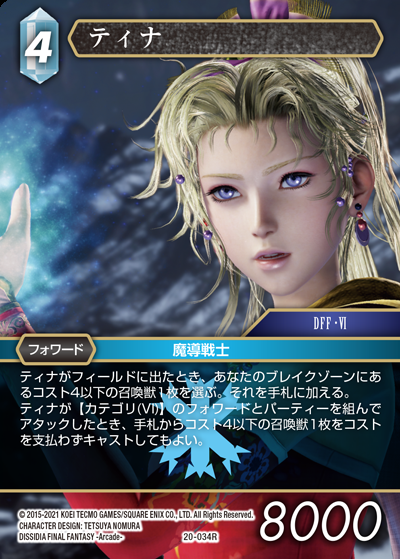 4
ティナ
DFF・VI
フォワード
魔導戦士
ティナがフィールドに出たとき、あなたのブレイクゾーンにあ
るコスト4以下の召喚獣1枚を選ぶ。それを手札に加える。
ティナが【カテゴリ(VI)】のフォワードとパーティーを組んで
アタックしたとき、手札からコスト4以下の召喚獣1枚をコスト
を支払わずキャストしてもよい。
© 2015-2021 KOEI TECMO GAMES/SQUARE ENIX CO., LTD. All Rights Reserved.
CHARACTER DESIGN: TETSUYA NOMURA
DISSIDIA FINAL FANTASY -Arcade-
20-034R
8000